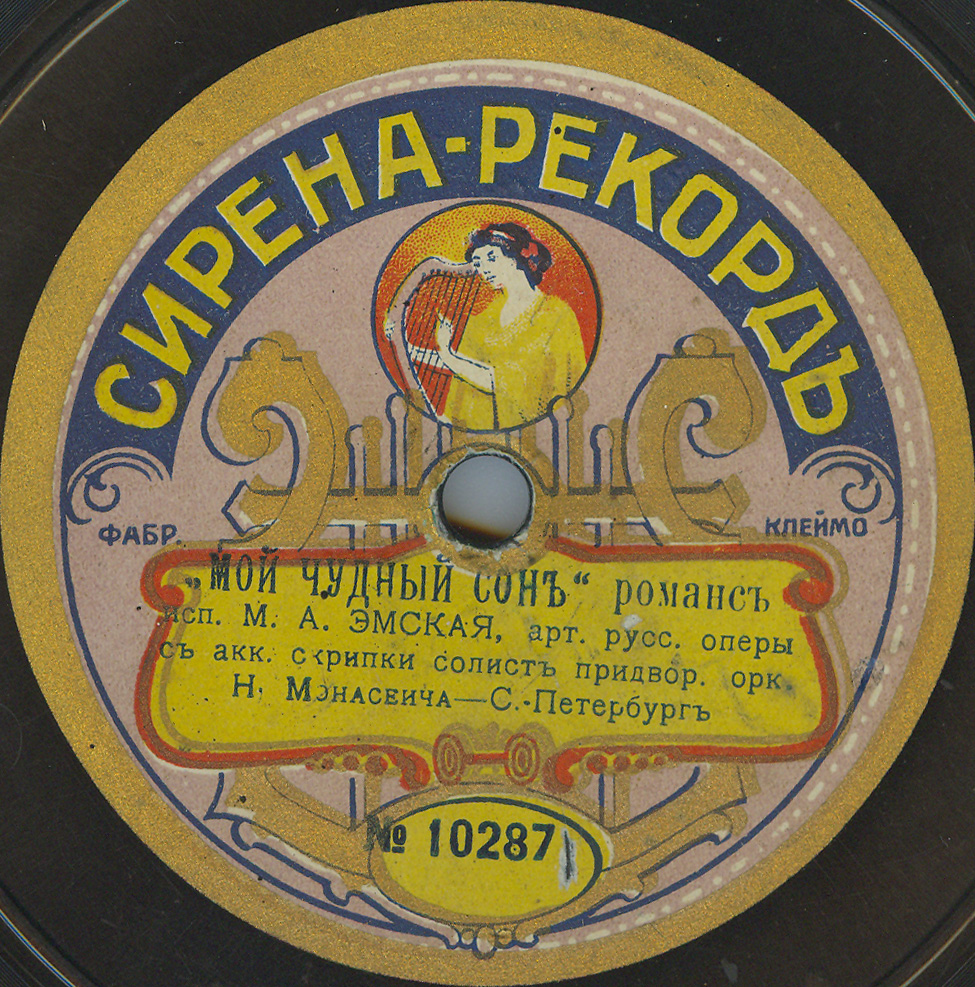 СИРЕНА-РЕКОРДЪ
ФАБР. КЛЕЙМО
„МОЙ ЧУДНЫЙ СОНЪ“ романсъ
исп. М. А. ЭМСКАЯ, арт. русс. оперы
съ акк. скрипки солистъ придвор. орк.
Н. Манасевича—С.-Петербургъ
№ 10287